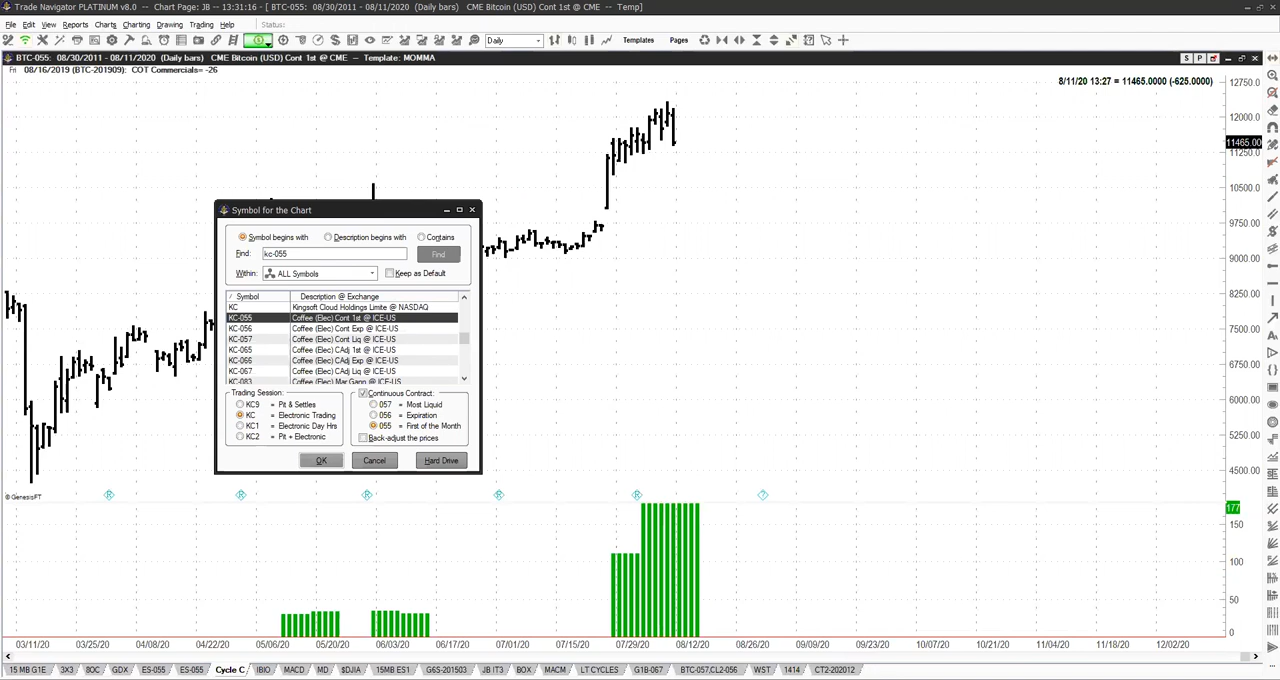 Trade Navigator PLATINUM v8.0 -- Chart Page: JB -- 13:31:16 - [ BTC-055: 08/30/2011 - 08/11/2020 (Daily bars) CME Bitcoin (USD) Cont 1st @ CME -- Temp]
File Edit View Reports Charts Charting Drawing Trading Help Status:
Daily Templates Pages
BTC-055: 08/30/2011 - 08/11/2020 (Daily bars) CME Bitcoin (USD) Cont 1st @ CME -- Template: MOMMA S P
Fri 08/16/2019 (BTC-201909): COT Commercials= -26
8/11/20 13:27 = 11465.0000 (-625.0000)
12750.0
12000.0
11465.00
11250.0
10500.0
9750.00
9000.00
8250.00
7500.00
6750.00
6000.00
5250.00
4500.00
Symbol for the Chart
Symbol begins with Description begins with Contains
Find: kc-055 Find
Within: ALL Symbols Keep as Default
/ Symbol Description @ Exchange
KC Kingsoft Cloud Holdings Limite @ NASDAQ
KC-055 Coffee (Elec) Cont 1st @ ICE-US
KC-056 Coffee (Elec) Cont Exp @ ICE-US
KC-057 Coffee (Elec) Cont Liq @ ICE-US
KC-065 Coffee (Elec) CAdj 1st @ ICE-US
KC-066 Coffee (Elec) CAdj Exp @ ICE-US
KC-067 Coffee (Elec) CAdj Liq @ ICE-US
KC-083 Coffee (Elec) Mar Gann @ ICE-US
Trading Session: Continuous Contract:
KC9 = Pit & Settles 057 = Most Liquid
KC = Electronic Trading 056 = Expiration
KC1 = Electronic Day Hrs 055 = First of the Month
KC2 = Pit + Electronic Back-adjust the prices
OK Cancel Hard Drive
© GenesisFT R R R R R ?
177
150
100
50
0
03/11/20 03/25/20 04/08/20 04/22/20 05/06/20 05/20/20 06/03/20 06/17/20 07/01/20 07/15/20 07/29/20 08/12/20 08/26/20 09/09/20 09/23/20 10/07/20 10/21/20 11/04/20 11/18/20 12/02/20
15 MB G1E 3X3 8OC GDX ES-055 ES-055 Cycle C IBIO MACD MD $DJIA 15MB ES1 G6S-201503 JB IT3 BOX MACM LT CYCLES G1B-067 BTC-057,CL2-056 WST 1414 CT2-202012